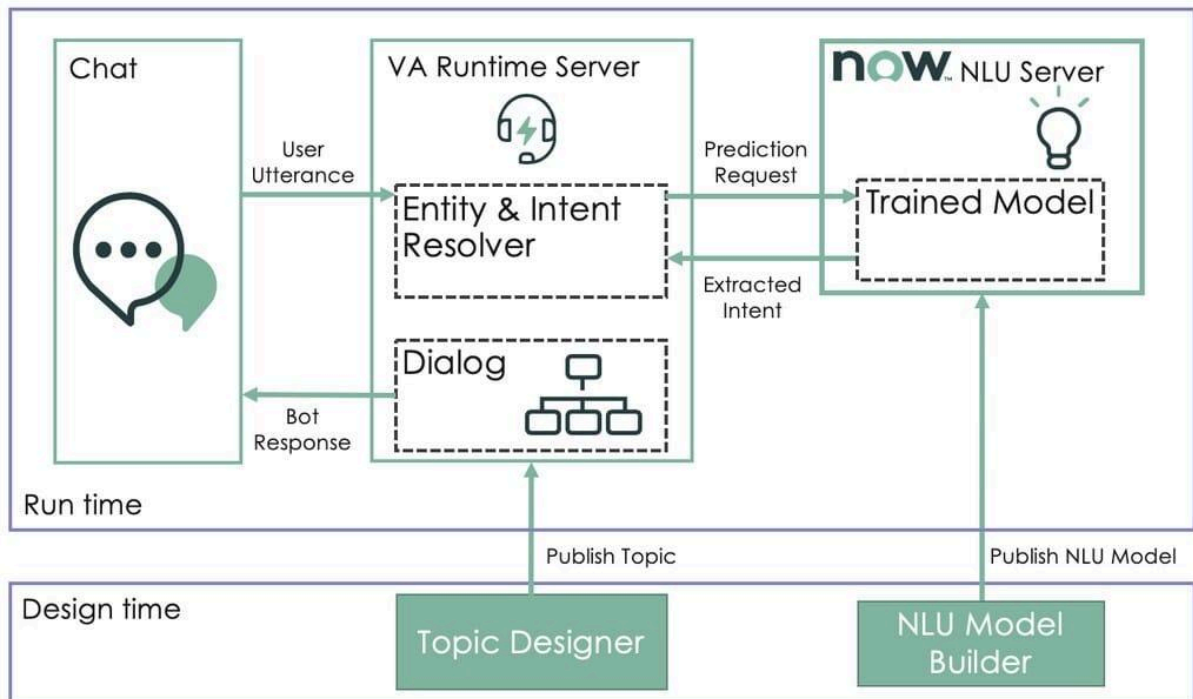 Chat
VA Runtime Server
now™ NLU Server
User
Utterance
Prediction
Request
Entity & Intent
Resolver
Trained Model
Extracted
Intent
Dialog
Bot
Response
Run time
Publish Topic
Publish NLU Model
Design time
Topic Designer
NLU Model
Builder